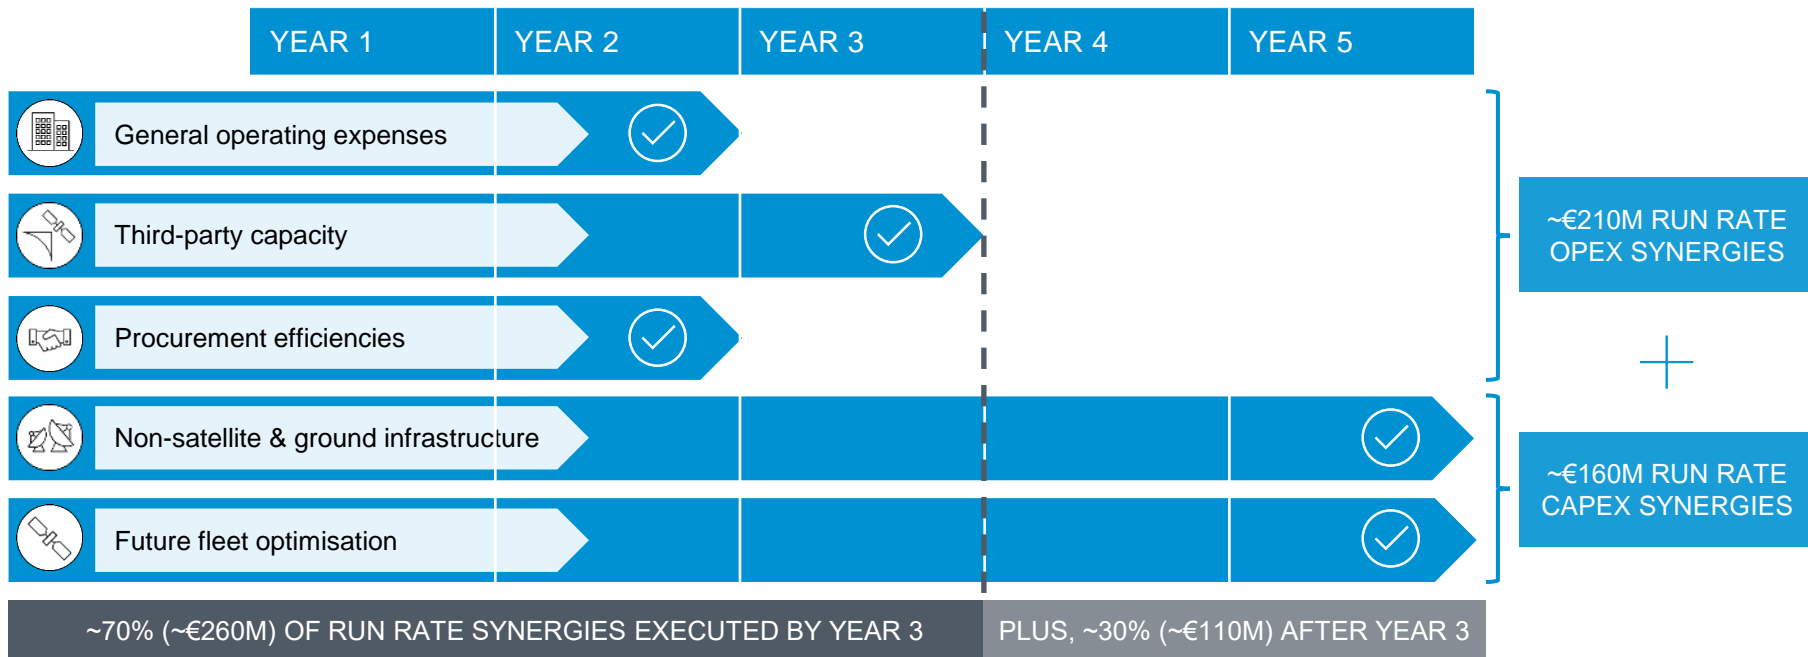 YEAR 1
YEAR 2
YEAR 3
YEAR 4
YEAR 5
General operating expenses
Third-party capacity
Procurement efficiencies
Non-satellite & ground infrastructure
Future fleet optimisation
~€210M RUN RATE
OPEX SYNERGIES
~€160M RUN RATE
CAPEX SYNERGIES
~70% (~€260M) OF RUN RATE SYNERGIES EXECUTED BY YEAR 3
PLUS, ~30% (~€110M) AFTER YEAR 3